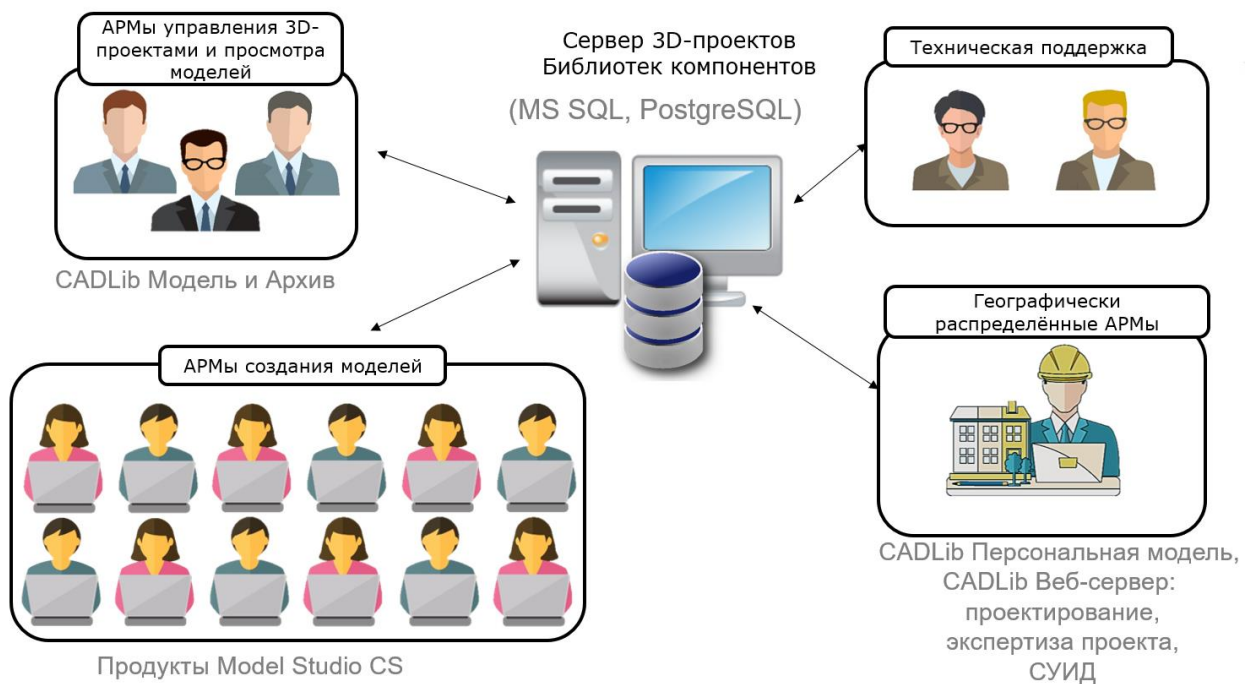 АРМы управления 3D-
проектами и просмотра
моделей
CADLib Модель и Архив
Сервер 3D-проектов
Библиотек компонентов
(MS SQL, PostgreSQL)
Техническая поддержка
АРМы создания моделей
Продукты Model Studio CS
Географически
распределённые АРМы
CADLib Персональная модель,
CADLib Веб-сервер:
проектирование,
экспертиза проекта,
СУИД